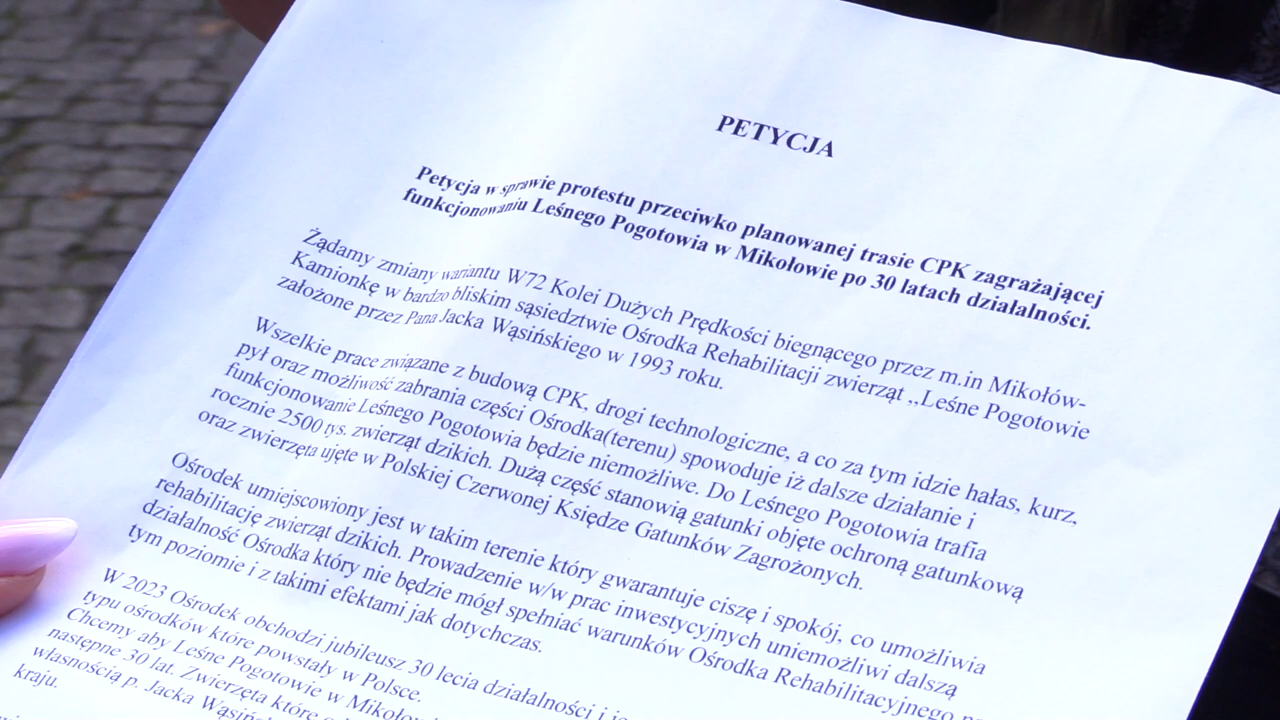 PETYCJA
Petycja w sprawie protestu przeciwko planowanej trasie CPK zagrażającej
funkcjonowaniu Leśnego Pogotowia w Mikołowie po 30 latach działalności.
Żądamy zmiany wariantu W72 Kolei Dużych Prędkości biegnącego przez m.in Mikołów-
Kamionkę w bardzo bliskim sąsiedztwie Ośrodka Rehabilitacji zwierząt ,,Leśne Pogotowie
założone przez Pana Jacka Wąsińskiego w 1993 roku.
Wszelkie prace związane z budową CPK, drogi technologiczne, a co za tym idzie hałas, kurz,
pył oraz możliwość zabrania części Ośrodka(terenu) spowoduje iż dalsze działanie i
funkcjonowanie Leśnego Pogotowia będzie niemożliwe. Do Leśnego Pogotowia trafia
rocznie 2500 tys. zwierząt dzikich. Dużą część stanowią gatunki objęte ochroną gatunkową
oraz zwierzęta ujęte w Polskiej Czerwonej Księdze Gatunków Zagrożonych.
Ośrodek umiejscowiony jest w takim terenie który gwarantuje ciszę i spokój, co umożliwia
rehabilitację zwierząt dzikich. Prowadzenie w/w prac inwestycyjnych uniemożliwi dalszą
działalność Ośrodka który nie będzie mógł spełniać warunków Ośrodka Rehabilitacyjnego na
tym poziomie i z takimi efektami jak dotychczas.
W 2023 Ośrodek obchodzi jubileusz 30 lecia działalności i
typu ośrodków które powstały w Polsce.
Chcemy aby Leśne Pogotowie w
następne 30 lat. Zwierzęta które
własnością p. Jacka
kraju.